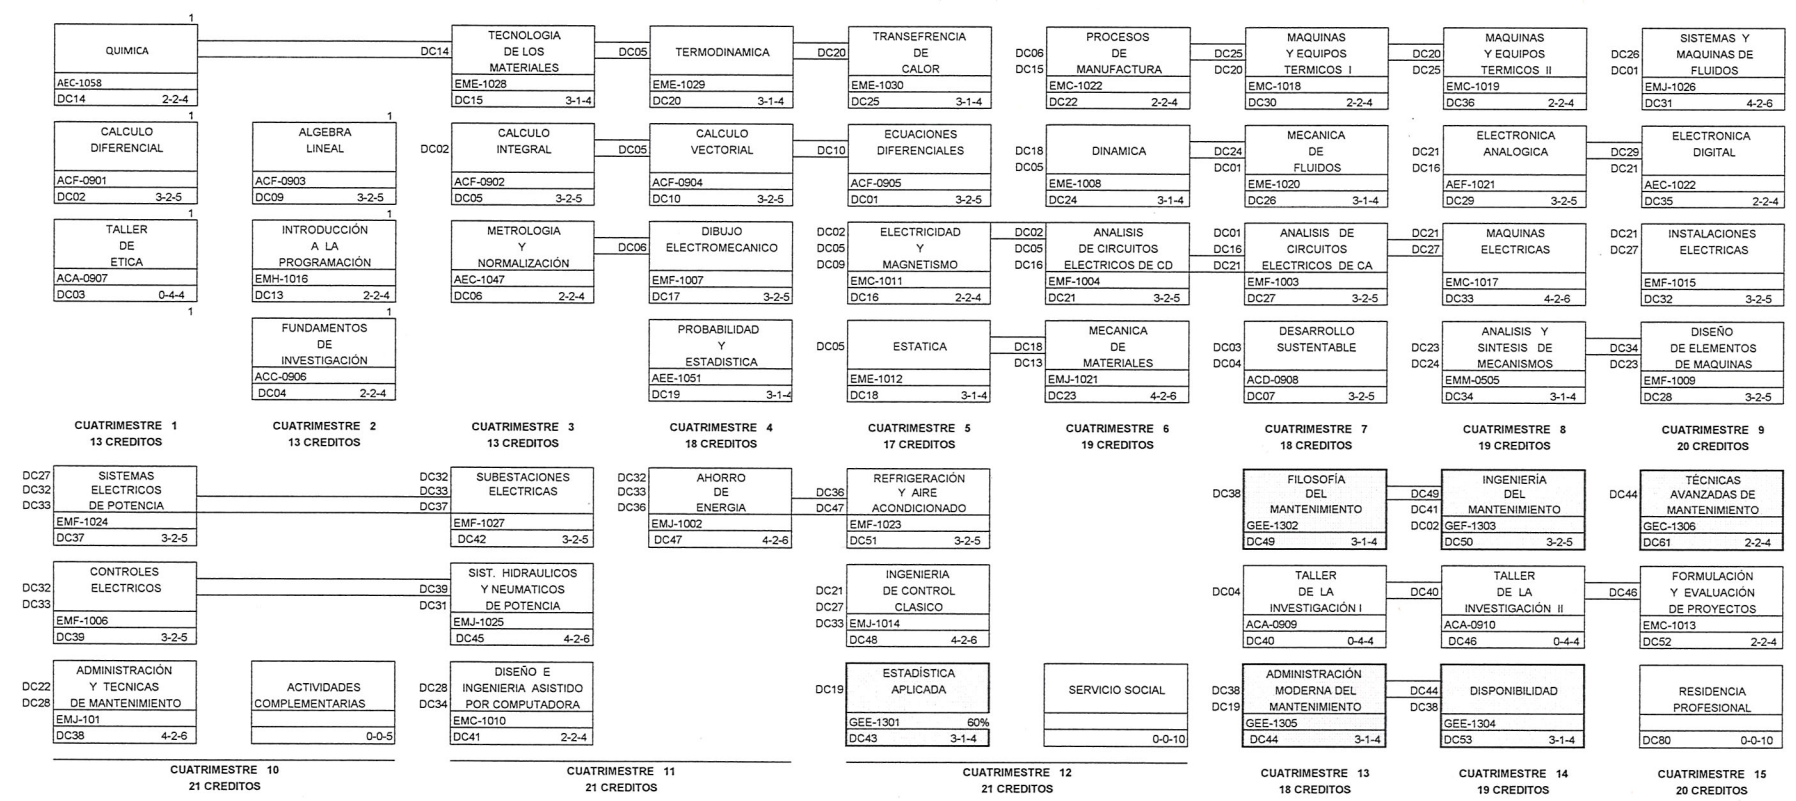 1
QUIMICA
AEC-1058
DC14 2-2-4
DC14
TECNOLOGIA
DE LOS
MATERIALES
EME-1028
DC15 3-1-4
DC05
TERMODINAMICA
EME-1029
DC20 3-1-4
DC20
TRANSEFRENCIA
DE
CALOR
EME-1030
DC25 3-1-4
DC06
DC15
PROCESOS
DE
MANUFACTURA
EMC-1022
DC22 2-2-4
DC25
DC20
MAQUINAS
Y EQUIPOS
TERMICOS I
EMC-1018
DC30 2-2-4
DC20
DC25
MAQUINAS
Y EQUIPOS
TERMICOS II
EMC-1019
DC36 2-2-4
DC26
DC01
SISTEMAS Y
MAQUINAS DE
FLUIDOS
EMJ-1026
DC31 4-2-6
1
CALCULO
DIFERENCIAL
ACF-0901
DC02 3-2-5
1
ALGEBRA
LINEAL
ACF-0903
DC09 3-2-5
DC02
CALCULO
INTEGRAL
ACF-0902
DC05 3-2-5
DC05
CALCULO
VECTORIAL
ACF-0904
DC10 3-2-5
DC10
ECUACIONES
DIFERENCIALES
ACF-0905
DC01 3-2-5
DC18
DC05
DINAMICA
EME-1008
DC24 3-1-4
DC24
DC01
MECANICA
DE
FLUIDOS
EME-1020
DC26 3-1-4
DC21
DC16
ELECTRONICA
ANALOGICA
AEF-1021
DC29 3-2-5
DC29
DC21
ELECTRONICA
DIGITAL
AEC-1022
DC35 2-2-4
1
TALLER
DE
ETICA
ACA-0907
DC03 0-4-4
1
1
INTRODUCCIÓN
A LA
PROGRAMACIÓN
EMH-1016
DC13 2-2-4
METROLOGIA
Y
NORMALIZACIÓN
AEC-1047
DC06 2-2-4
DC06
DIBUJO
ELECTROMECANICO
EMF-1007
DC17 3-2-5
DC02
DC05
DC09
ELECTRICIDAD
Y
MAGNETISMO
EMC-1011
DC16 2-2-4
DC02
DC05
DC16
ANALISIS
DE CIRCUITOS
ELECTRICOS DE CD
EMF-1004
DC21 3-2-5
DC01
DC16
DC21
ANALISIS DE
CIRCUITOS
ELECTRICOS DE CA
EMF-1003
DC27 3-2-5
DC21
DC27
MAQUINAS
ELECTRICAS
EMC-1017
DC33 4-2-6
DC21
DC27
INSTALACIONES
ELECTRICAS
EMF-1015
DC32 3-2-5
1
FUNDAMENTOS
DE
INVESTIGACIÓN
ACC-0906
DC04 2-2-4
PROBABILIDAD
Y
ESTADISTICA
AEE-1051
DC19 3-1-4
DC05
ESTATICA
EME-1012
DC18 3-1-4
DC18
DC13
MECANICA
DE
MATERIALES
EMJ-1021
DC23 4-2-6
DC03
DC04
DESARROLLO
SUSTENTABLE
ACD-0908
DC07 3-2-5
DC23
DC24
ANALISIS Y
SINTESIS DE
MECANISMOS
EMM-0505
DC34 3-1-4
DC34
DC23
DISEÑO
DE ELEMENTOS
DE MAQUINAS
EMF-1009
DC28 3-2-5
CUATRIMESTRE 1
13 CREDITOS
CUATRIMESTRE 2
13 CREDITOS
CUATRIMESTRE 3
13 CREDITOS
CUATRIMESTRE 4
18 CREDITOS
CUATRIMESTRE 5
17 CREDITOS
CUATRIMESTRE 6
19 CREDITOS
CUATRIMESTRE 7
18 CREDITOS
CUATRIMESTRE 8
19 CREDITOS
CUATRIMESTRE 9
20 CREDITOS
DC27
DC32
DC33
SISTEMAS
ELECTRICOS
DE POTENCIA
EMF-1024
DC37 3-2-5
DC32
DC33
DC37
SUBESTACIONES
ELECTRICAS
EMF-1027
DC42 3-2-5
DC32
DC33
DC36
AHORRO
DE
ENERGIA
EMJ-1002
DC47 4-2-6
DC36
DC47
REFRIGERACIÓN
Y AIRE
ACONDICIONADO
EMF-1023
DC51 3-2-5
DC38
FILOSOFÍA
DEL
MANTENIMIENTO
GEE-1302
DC49 3-1-4
DC49
DC41
DC02
INGENIERÍA
DEL
MANTENIMIENTO
GEF-1303
DC50 3-2-5
DC44
TÉCNICAS
AVANZADAS DE
MANTENIMIENTO
GEC-1306
DC61 2-2-4
DC32
DC33
CONTROLES
ELECTRICOS
EMF-1006
DC39 3-2-5
DC39
DC31
SIST. HIDRAULICOS
Y NEUMATICOS
DE POTENCIA
EMJ-1025
DC45 4-2-6
DC21
DC27
DC33
INGENIERIA
DE CONTROL
CLASICO
EMJ-1014
DC48 4-2-6
DC04
TALLER
DE LA
INVESTIGACIÓN I
ACA-0909
DC40 0-4-4
DC40
TALLER
DE LA
INVESTIGACIÓN II
ACA-0910
DC46 0-4-4
DC46
FORMULACIÓN
Y EVALUACIÓN
DE PROYECTOS
EMC-1013
DC52 2-2-4
DC22
DC28
ADMINISTRACIÓN
Y TECNICAS
DE MANTENIMIENTO
EMJ-101
DC38 4-2-6
ACTIVIDADES
COMPLEMENTARIAS
0-0-5
DC28
DC34
DISEÑO E
INGENIERIA ASISTIDO
POR COMPUTADORA
EMC-1010
DC41 2-2-4
DC19
ESTADÍSTICA
APLICADA
GEE-1301 60%
DC43 3-1-4
SERVICIO SOCIAL
0-0-10
DC38
DC19
ADMINISTRACIÓN
MODERNA DEL
MANTENIMIENTO
GEE-1305
DC44 3-1-4
DC44
DC38
DISPONIBILIDAD
GEE-1304
DC53 3-1-4
RESIDENCIA
PROFESIONAL
DC80 0-0-10
CUATRIMESTRE 10
21 CREDITOS
CUATRIMESTRE 11
21 CREDITOS
CUATRIMESTRE 12
21 CREDITOS
CUATRIMESTRE 13
18 CREDITOS
CUATRIMESTRE 14
19 CREDITOS
CUATRIMESTRE 15
20 CREDITOS